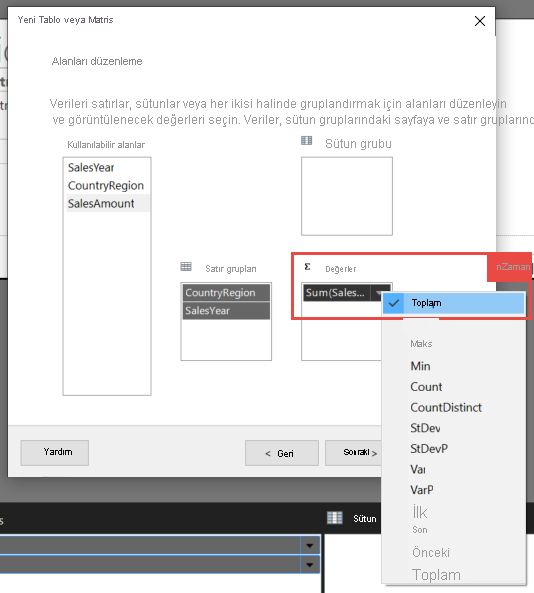 Yeni Tablo veya Matris
Alanları düzenleme
Verileri satırlar, sütunlar veya her ikisi halinde gruplandırmak için alanları düzenleyin
ve görüntülenecek değerleri seçin. Veriler, sütun gruplarındaki sayfaya ve satır gruplarınd
Kullanılabilir alanlar
Sütun grubu
SalesYear
CountryRegion
SalesAmount
Satır grupları
Σ Değerler
nZaman
CountryRegion
SalesYear
Sum(Sales...
Toplam
Maks
Min
Count
CountDistinct
StDev
StDevP
Var
VarP
İlk
Son
Önceki
Toplam
Yardım
< Geri
Sonraki >
s
Sütun